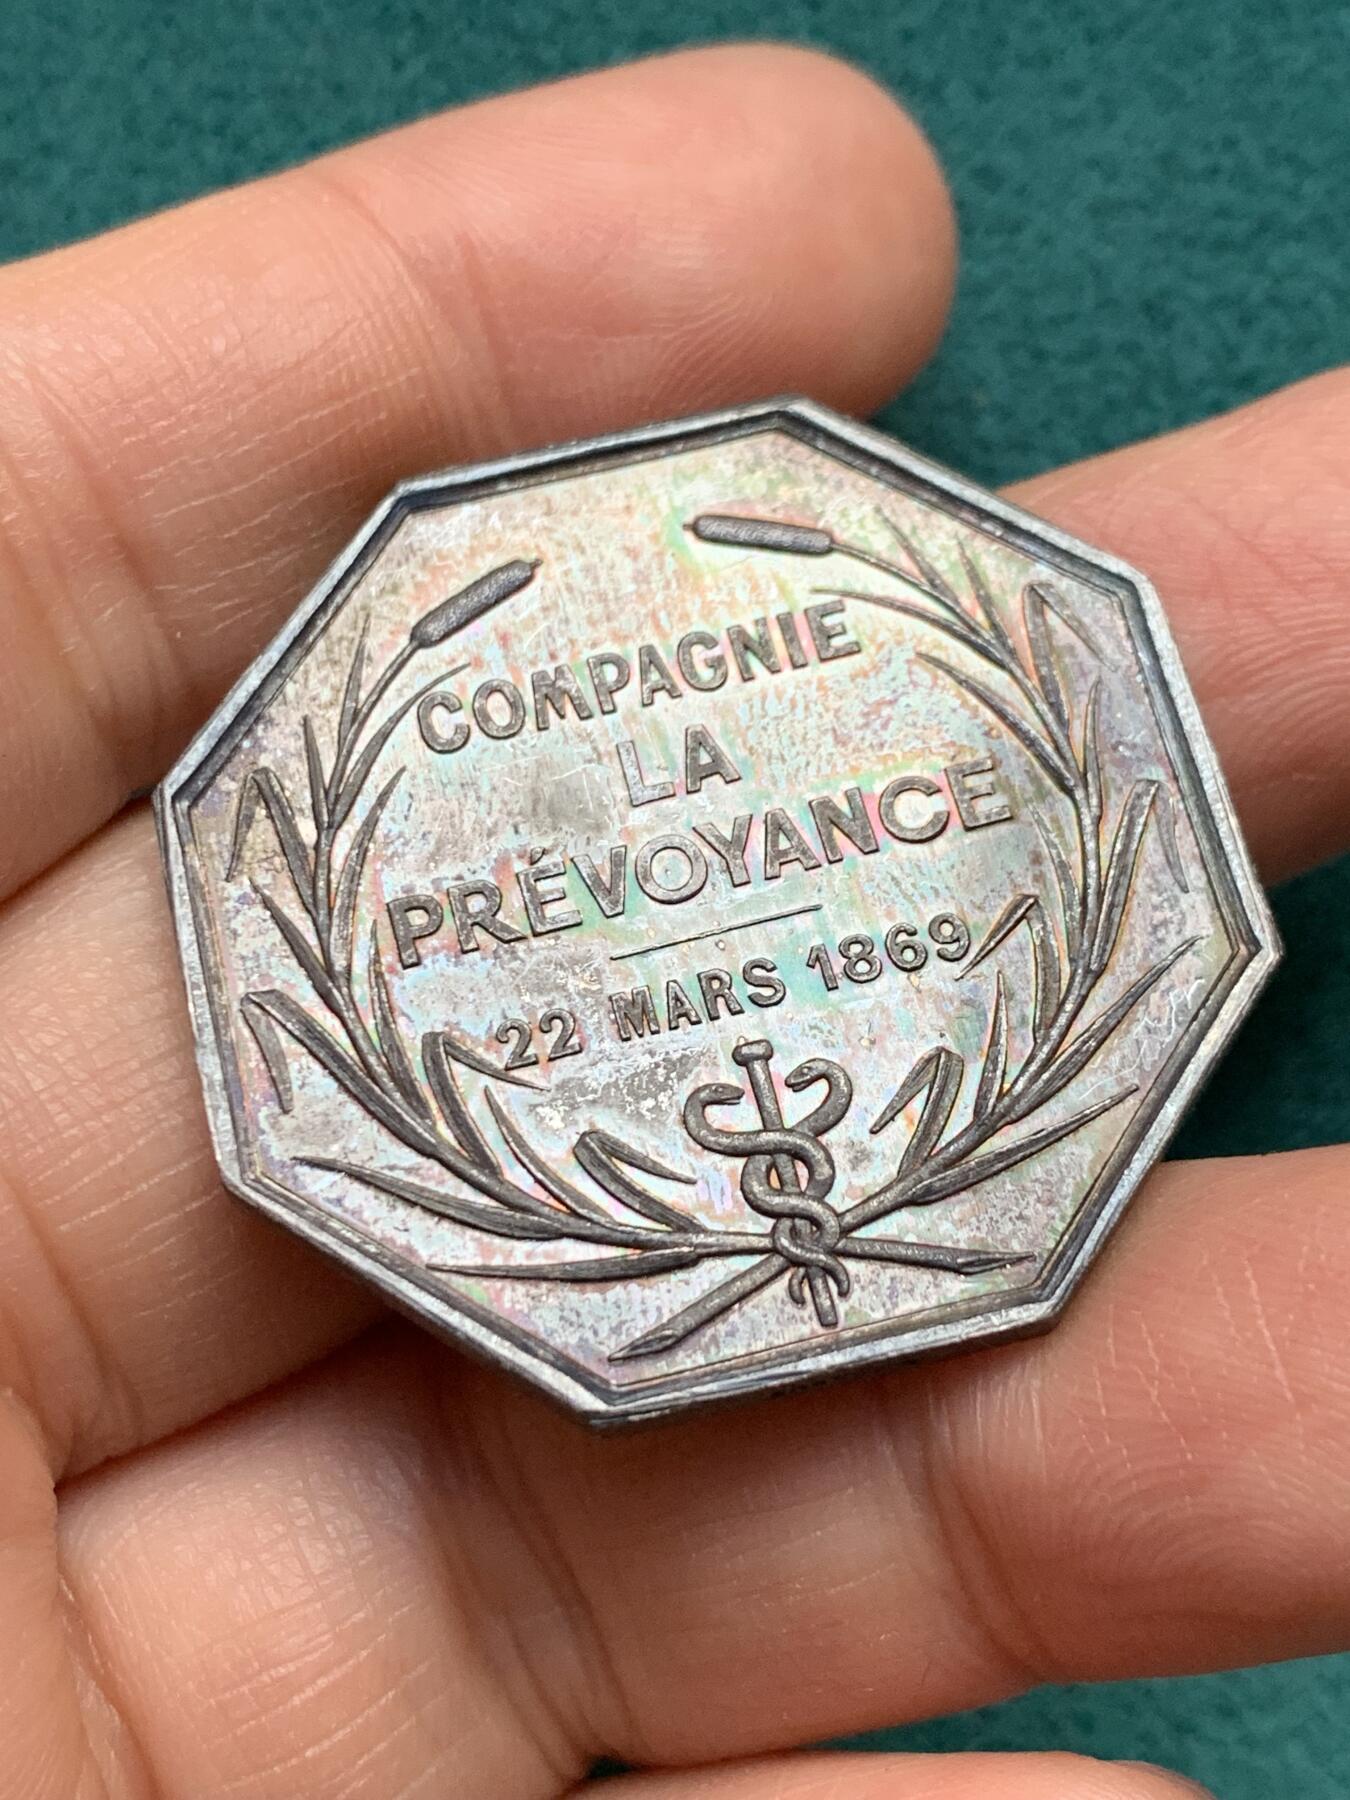 COMPAGNIE
LA
PRÉVOYANCE
22 MARS 1869